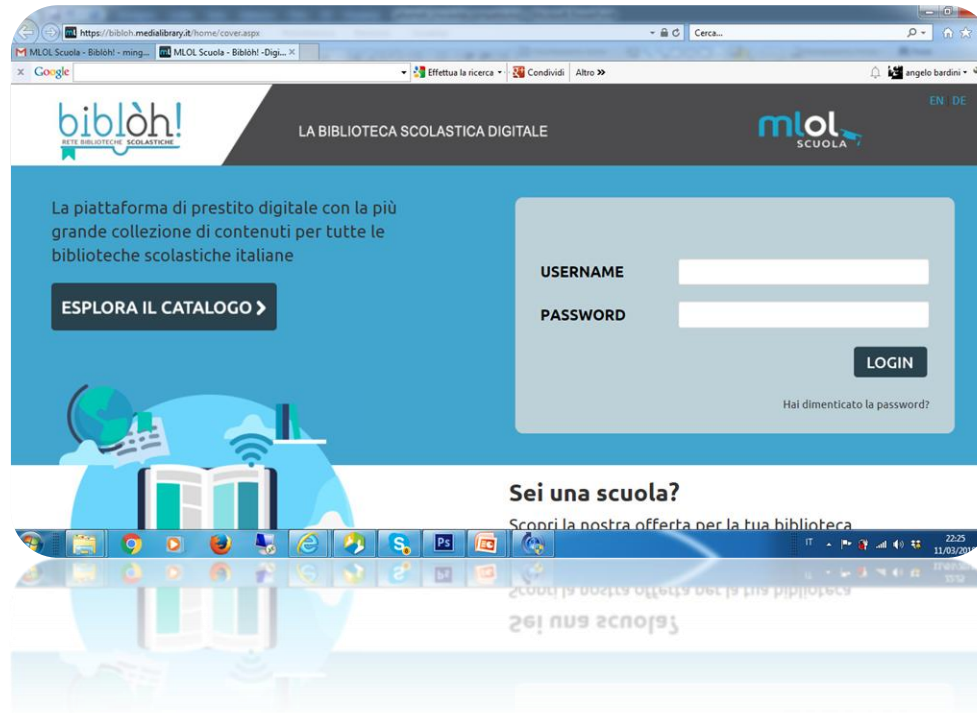 https://bibloh.medialibrary.it/home/cover.aspx
Cerca...
MLOL Scuola - Biblòh! - ming...
MLOL Scuola - Biblòh! -Digi...
x Google
Effettua la ricerca
Condividi
Altro »
angelo bardini
EN DE
biblòh!
RETE BIBLIOTECHE SCOLASTICHE
LA BIBLIOTECA SCOLASTICA DIGITALE
mlol
SCUOLA
La piattaforma di prestito digitale con la più
grande collezione di contenuti per tutte le
biblioteche scolastiche italiane
ESPLORA IL CATALOGO
USERNAME
PASSWORD
LOGIN
Hai dimenticato la password?
Sei una scuola?
Scopri la nostra offerta per la tua biblioteca
Ps
IT
22:25
11/03/201